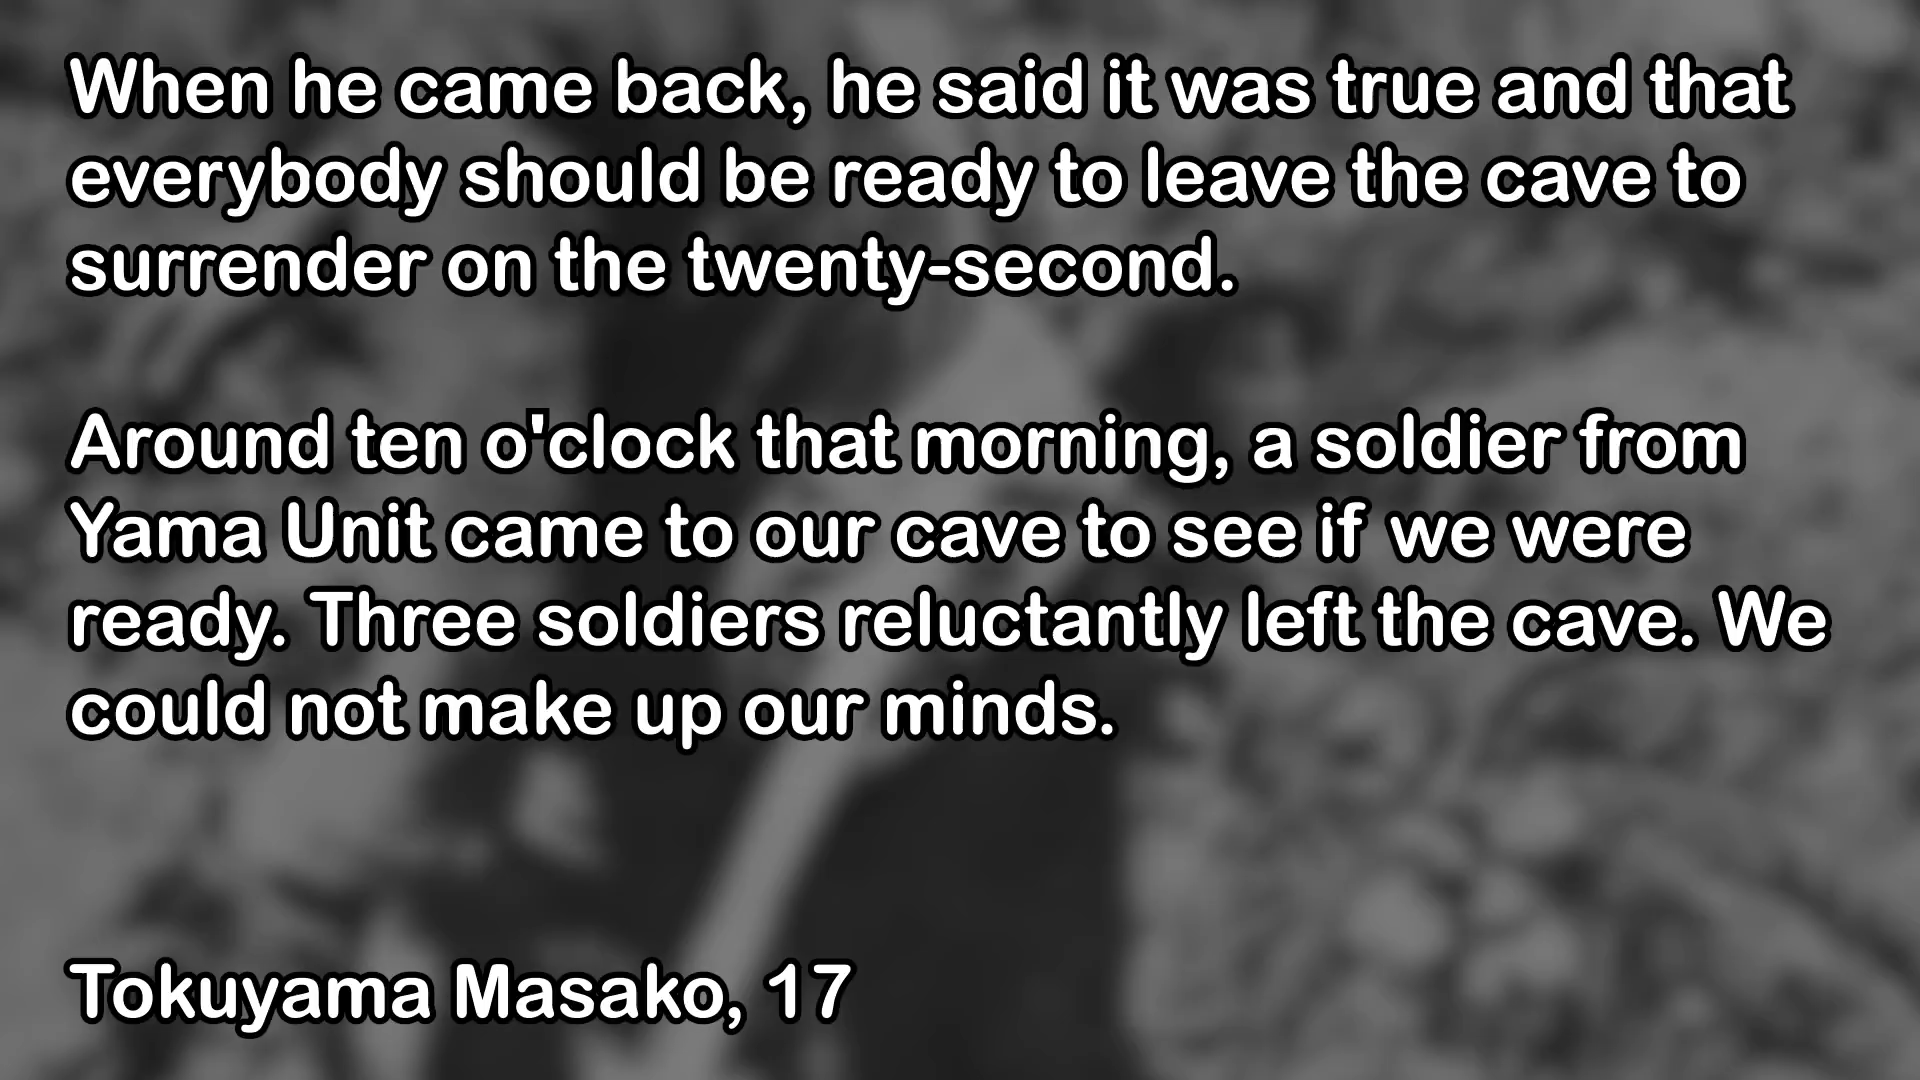 When he came back, he said it was true and that
everybody should be ready to leave the cave to
surrender on the twenty-second.
Around ten o'clock that morning, a soldier from
Yama Unit came to our cave to see if we were
ready. Three soldiers reluctantly left the cave. We
could not make up our minds.
Tokuyama Masako, 17